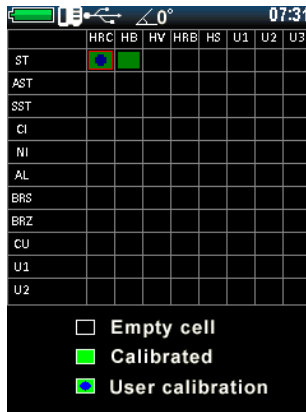 0° 07:31
HRC HB HV HRB HS U1 U2 U3
ST
AST
SST
CI
NI
AL
BRS
BRZ
CU
U1
U2
Empty cell
Calibrated
User calibration